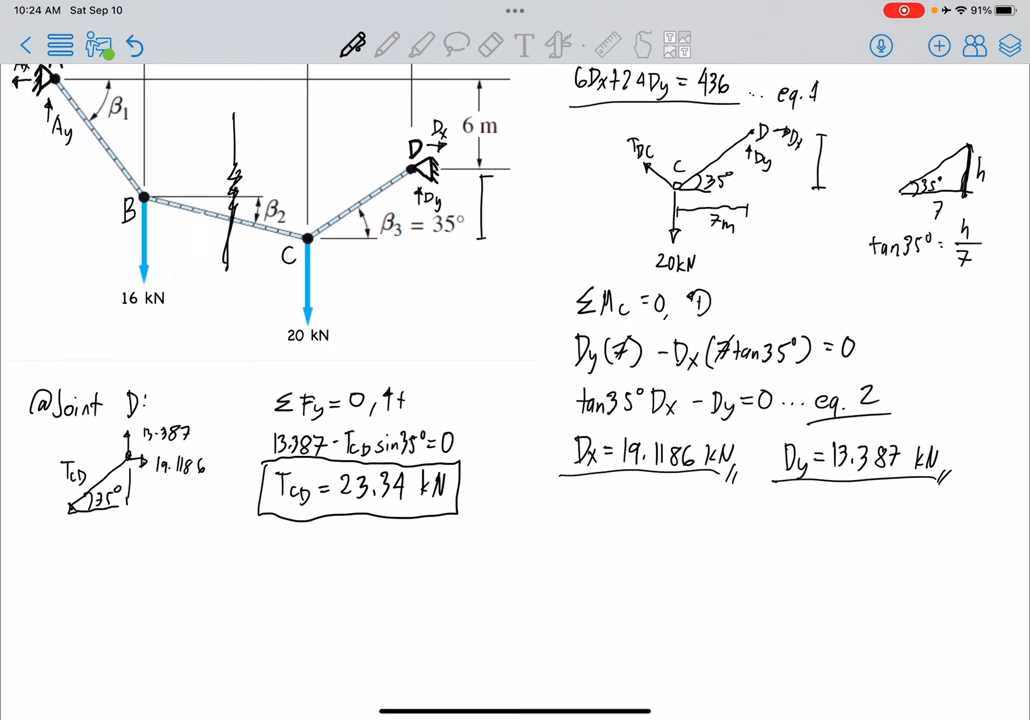 10:24 AM Sat Sep 10
91%
6Dx+24Dy = 436 ... eq. 1
Ay
β1
Dx
6 m
D
Dy
B
β2
C
β3 = 35°
16 kN
20 kN
TDC
D
Dx
Dy
C
35°
7m
20kN
35°
h
7
tan35° = h/7
ΣMc = 0,
Dy(7) - Dx(7tan35°) = 0
tan35° Dx - Dy = 0 ... eq. 2
Dx = 19.1186 kN
Dy = 13.387 kN
@Joint D:
13.387
19.1186
TCD
35°
ΣFy = 0, ↑+
13.387 - TCD sin35° = 0
TCD = 23.34 kN